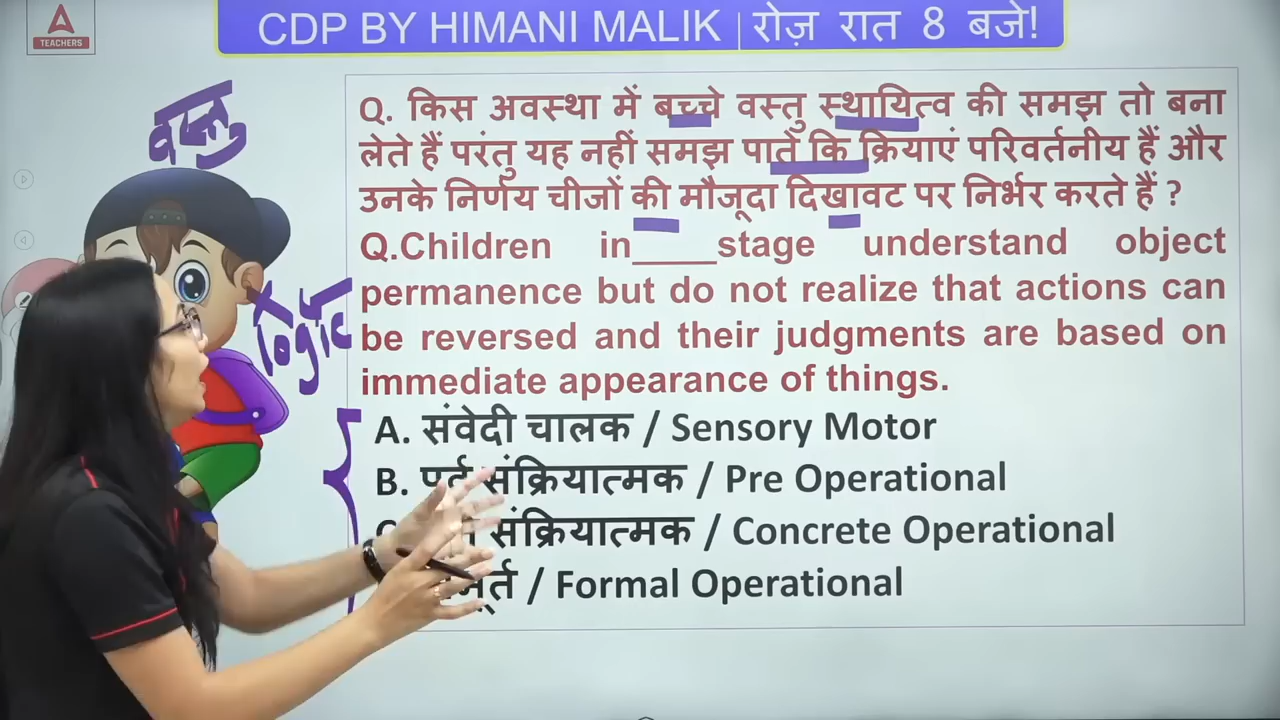 A
TEACHERS
CDP BY HIMANI MALIK | रोज़ रात 8 बजे!
वस्तु
Logic
Q. किस अवस्था में बच्चे वस्तु स्थायित्व की समझ तो बना
लेते हैं परंतु यह नहीं समझ पाते कि क्रियाएं परिवर्तनीय हैं और
उनके निर्णय चीजों की मौजूदा दिखावट पर निर्भर करते हैं ?
Q.Children in____stage understand object
permanence but do not realize that actions can
be reversed and their judgments are based on
immediate appearance of things.
A. संवेदी चालक / Sensory Motor
B. पूर्व संक्रियात्मक / Pre Operational
संक्रियात्मक / Concrete Operational
/ Formal Operational